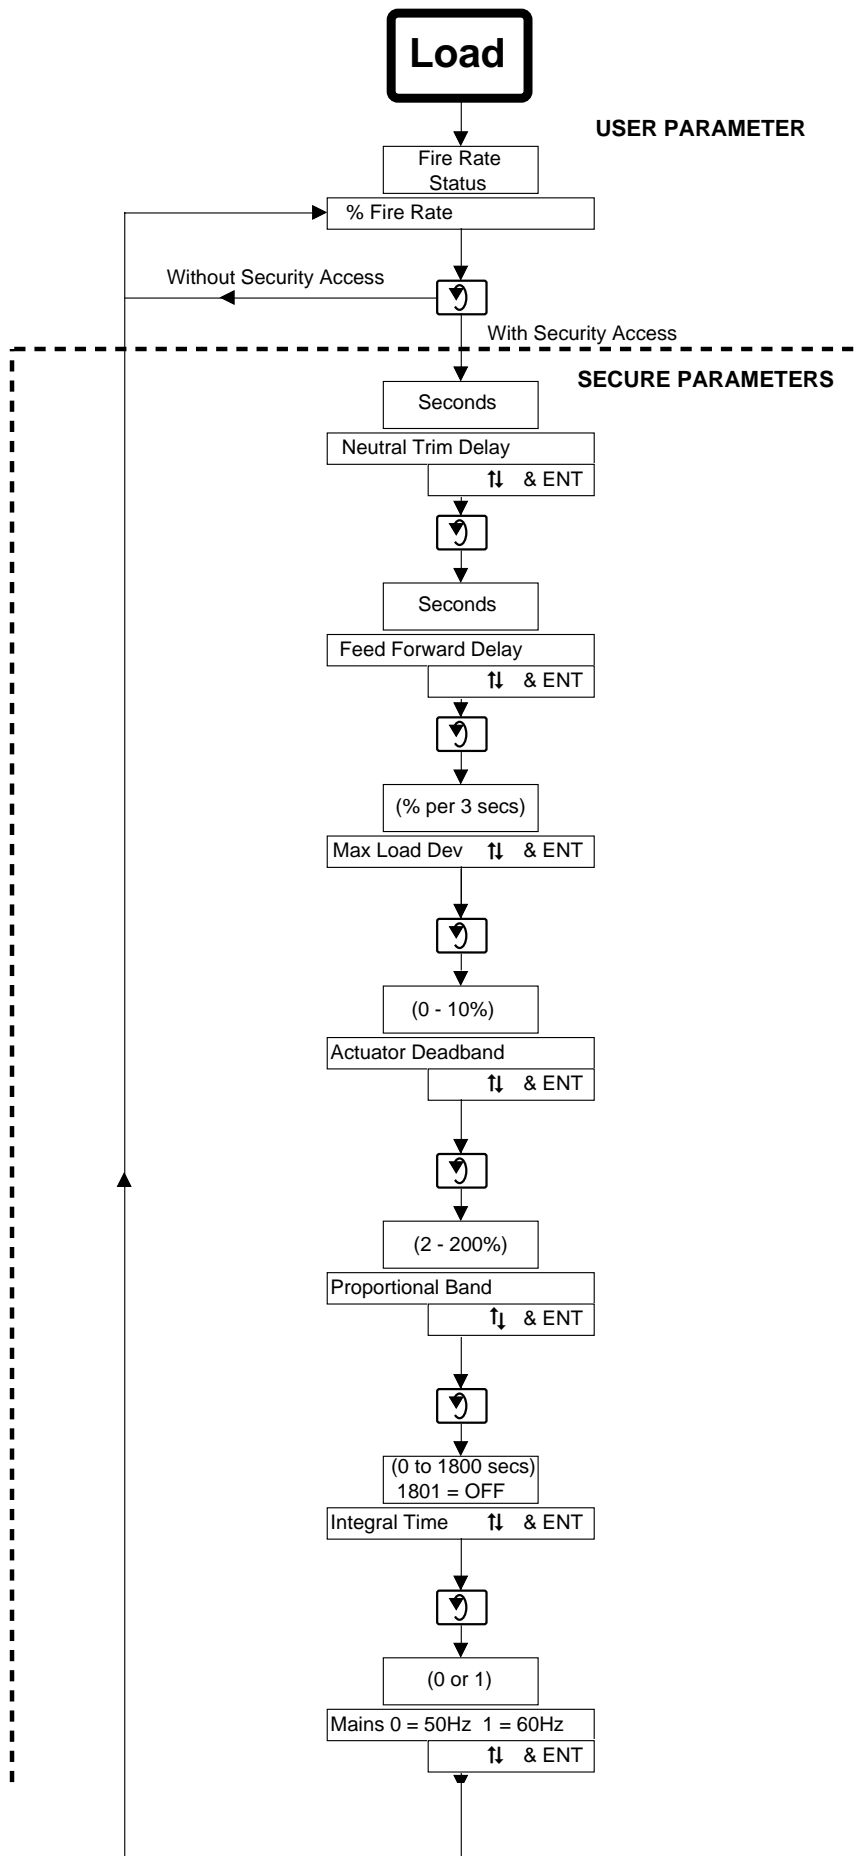 Load
USER PARAMETER
Fire Rate
Status
% Fire Rate
Without Security Access
With Security Access
SECURE PARAMETERS
Seconds
Neutral Trim Delay
⇅ & ENT
Seconds
Feed Forward Delay
⇅ & ENT
(% per 3 secs)
Max Load Dev ⇅ & ENT
(0 - 10%)
Actuator Deadband
⇅ & ENT
(2 - 200%)
Proportional Band
⇅ & ENT
(0 to 1800 secs)
1801 = OFF
Integral Time ⇅ & ENT
(0 or 1)
Mains 0 = 50Hz 1 = 60Hz
⇅ & ENT